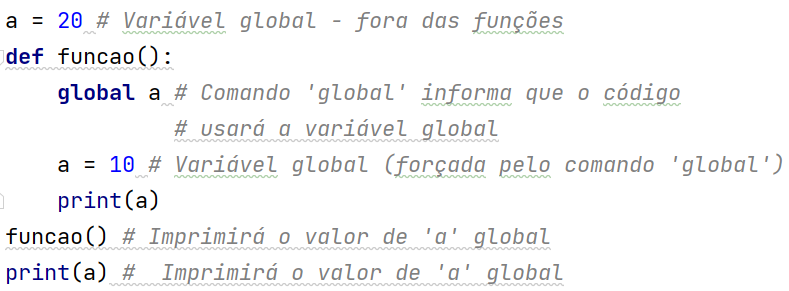 a = 20 # Variável global - fora das funções
def funcao():
    global a # Comando 'global' informa que o código
             # usará a variável global
    a = 10 # Variável global (forçada pelo comando 'global')
    print(a)
funcao() # Imprimirá o valor de 'a' global
print(a) #  Imprimirá o valor de 'a' global